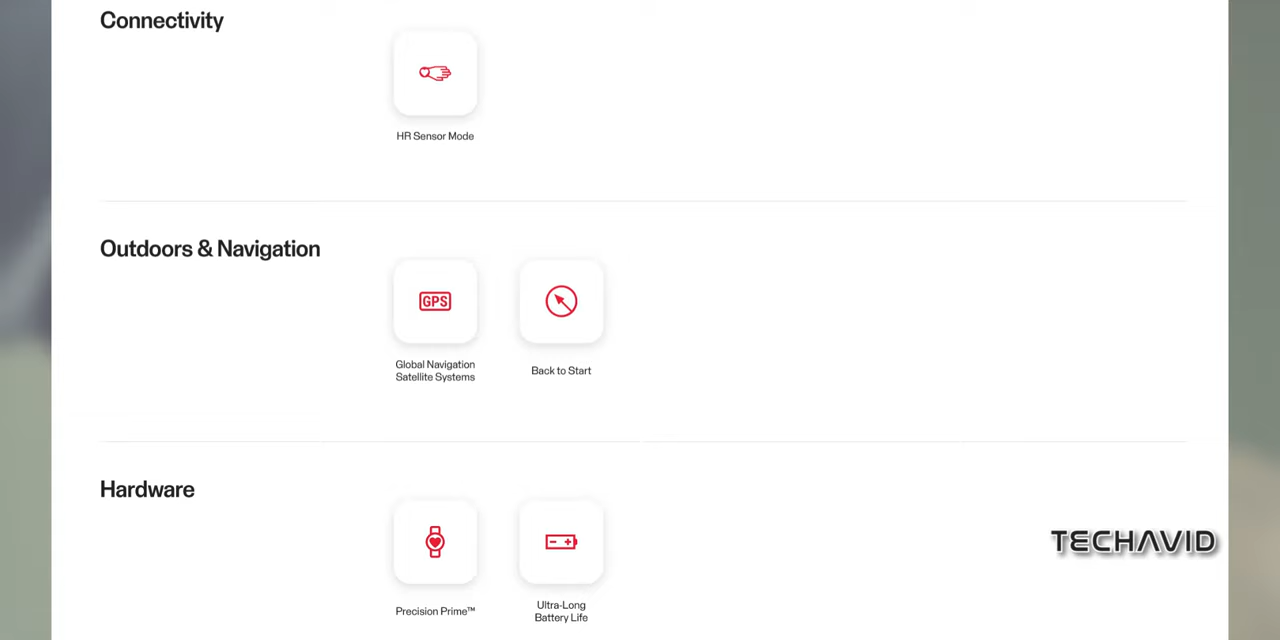 Connectivity
HR Sensor Mode
Outdoors & Navigation
GPS
Global Navigation
Satellite Systems
Back to Start
Hardware
Precision Prime™
Ultra-Long
Battery Life
TECHAVID